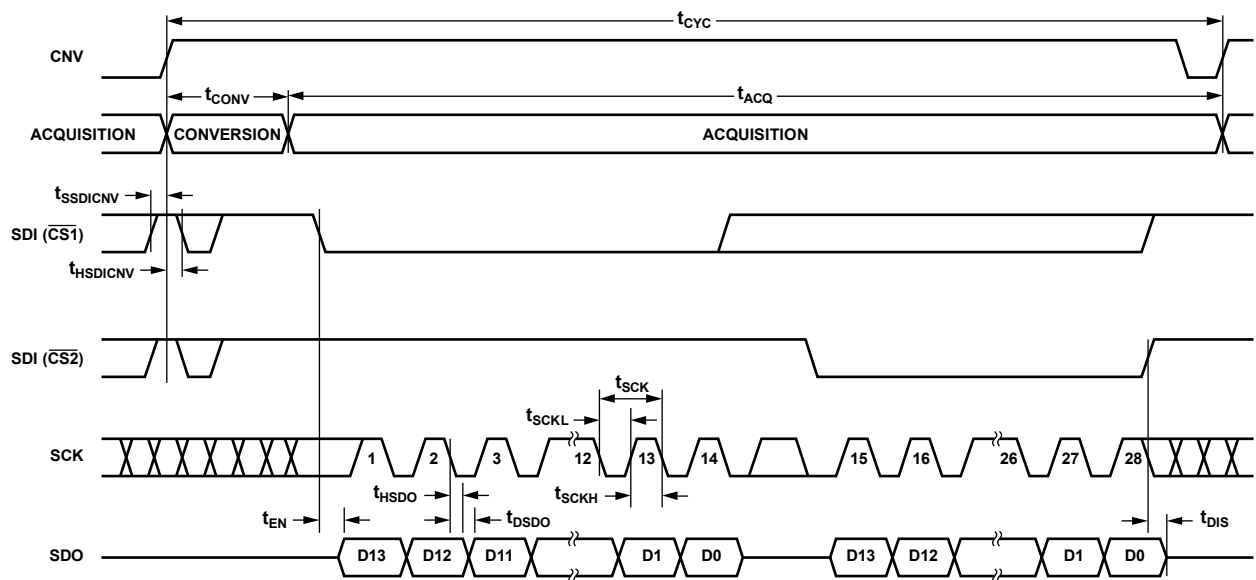 tCYC
CNV
tCONV
tACQ
ACQUISITION
CONVERSION
ACQUISITION
tSSDICNV
SDI (CS1)
tHSDICNV
SDI (CS2)
tSCK
tSCKL
SCK
1 2 3 12 13 14 15 16 26 27 28
tHSDO
tSCKH
tEN
tDSDO
tDIS
SDO
D13 D12 D11 D1 D0 D13 D12 D1 D0